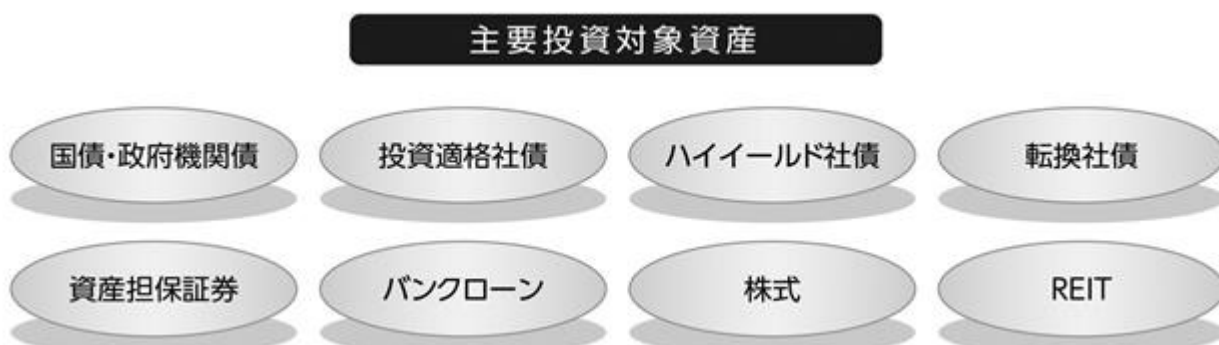 主要投資対象資産
国債・政府機関債
投資適格社債
ハイイールド社債
転換社債
資産担保証券
バンクローン
株式
REIT